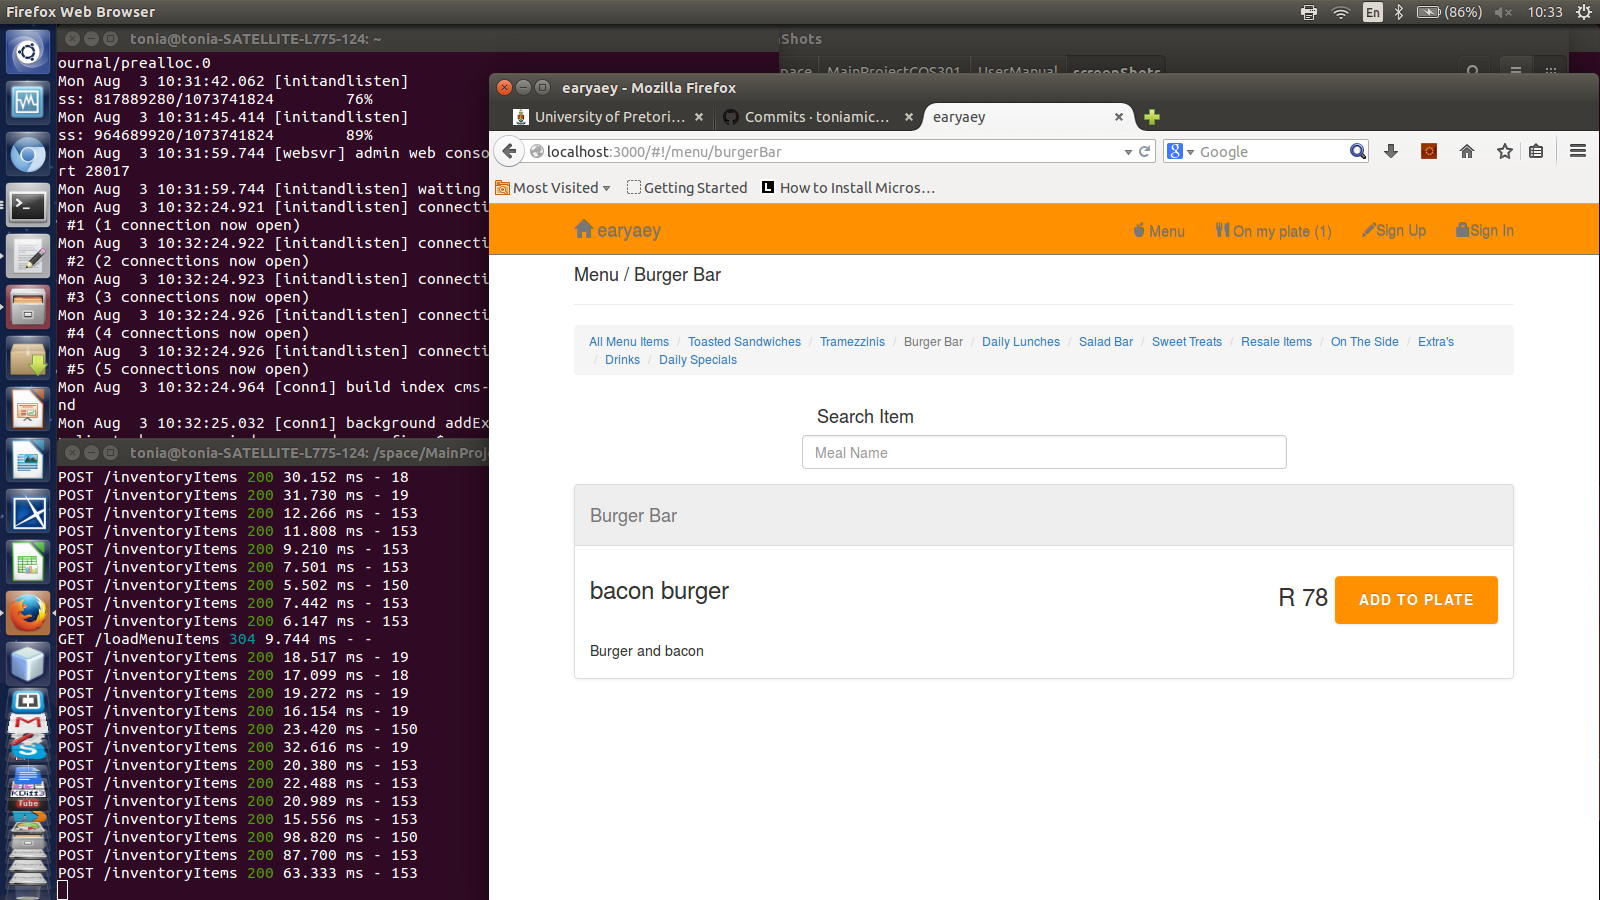 Firefox Web Browser
En
(86%)
10:33
tonia@tonia-SATELLITE-L775-124: ~
ournal/prealloc.0
Mon Aug  3 10:31:42.062 [initandlisten]
ss: 817889280/1073741824        76%
Mon Aug  3 10:31:45.414 [initandlisten]
ss: 964689920/1073741824        89%
Mon Aug  3 10:31:59.744 [websvr] admin web conso
rt 28017
Mon Aug  3 10:31:59.744 [initandlisten] waiting
Mon Aug  3 10:32:24.921 [initandlisten] connecti
#1 (1 connection now open)
Mon Aug  3 10:32:24.922 [initandlisten] connecti
#2 (2 connections now open)
Mon Aug  3 10:32:24.923 [initandlisten] connecti
#3 (3 connections now open)
Mon Aug  3 10:32:24.926 [initandlisten] connecti
#4 (4 connections now open)
Mon Aug  3 10:32:24.926 [initandlisten] connecti
#5 (5 connections now open)
Mon Aug  3 10:32:24.964 [conn1] build index cms-
nd
Mon Aug  3 10:32:25.032 [conn1] background addEx
tonia@tonia-SATELLITE-L775-124: /space/MainProj
POST /inventoryItems 200 30.152 ms - 18
POST /inventoryItems 200 31.730 ms - 19
POST /inventoryItems 200 12.266 ms - 153
POST /inventoryItems 200 11.808 ms - 153
POST /inventoryItems 200 9.210 ms - 153
POST /inventoryItems 200 7.501 ms - 153
POST /inventoryItems 200 5.502 ms - 150
POST /inventoryItems 200 7.442 ms - 153
POST /inventoryItems 200 6.147 ms - 153
GET /loadMenuItems 304 9.744 ms - -
POST /inventoryItems 200 18.517 ms - 19
POST /inventoryItems 200 17.099 ms - 18
POST /inventoryItems 200 19.272 ms - 19
POST /inventoryItems 200 16.154 ms - 19
POST /inventoryItems 200 23.420 ms - 150
POST /inventoryItems 200 32.616 ms - 19
POST /inventoryItems 200 20.380 ms - 153
POST /inventoryItems 200 22.488 ms - 153
POST /inventoryItems 200 20.989 ms - 153
POST /inventoryItems 200 15.556 ms - 153
POST /inventoryItems 200 98.820 ms - 150
POST /inventoryItems 200 87.700 ms - 153
POST /inventoryItems 200 63.333 ms - 153
KDiff3
Tube
Shots
pace MainProjectCOS301 UserManual screenShots
earyaey - Mozilla Firefox
University of Pretori...
Commits · toniamic...
earyaey
localhost:3000/#!/menu/burgerBar
Google
Most Visited
Getting Started
How to Install Micros...
earyaey
Menu
On my plate (1)
Sign Up
Sign In
Menu / Burger Bar
All Menu Items / Toasted Sandwiches / Tramezzinis / Burger Bar / Daily Lunches / Salad Bar / Sweet Treats / Resale Items / On The Side / Extra's
/ Drinks / Daily Specials
Search Item
Meal Name
Burger Bar
bacon burger
R 78
ADD TO PLATE
Burger and bacon